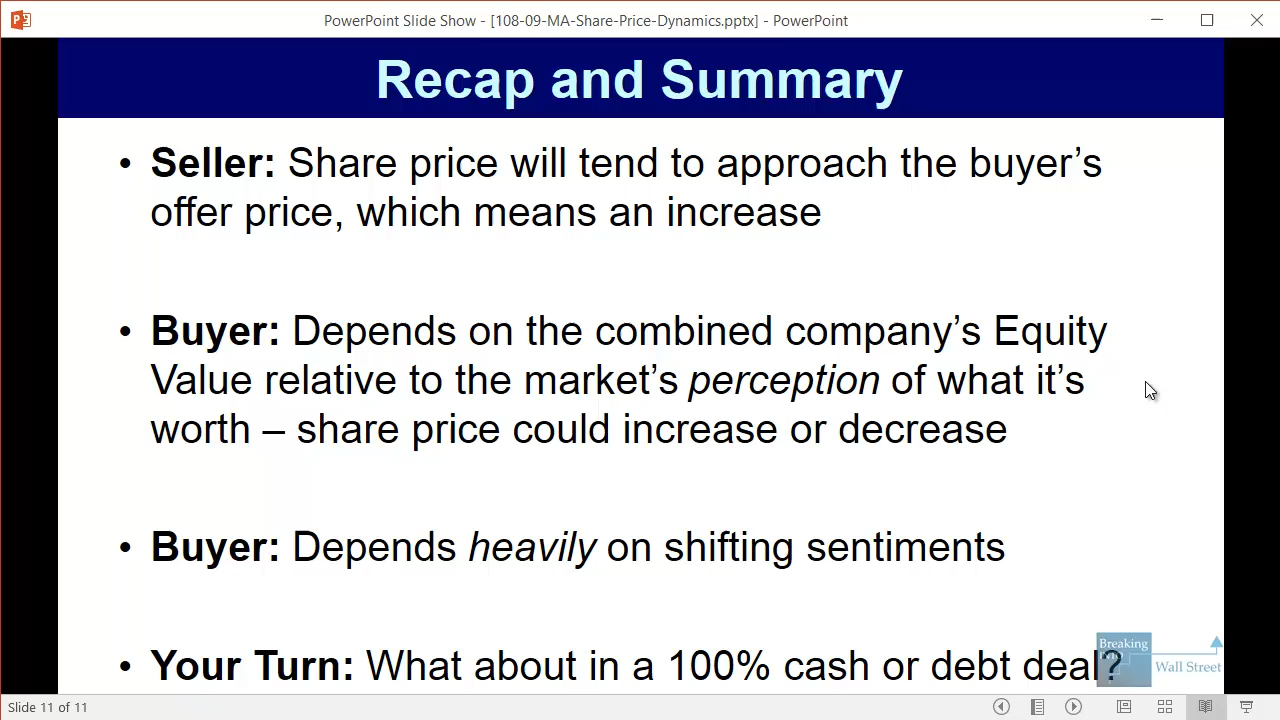 PowerPoint Slide Show - [108-09-MA-Share-Price-Dynamics.pptx] - PowerPoint
Recap and Summary
• Seller: Share price will tend to approach the buyer’s
offer price, which means an increase
• Buyer: Depends on the combined company’s Equity
Value relative to the market’s perception of what it’s
worth – share price could increase or decrease
• Buyer: Depends heavily on shifting sentiments
• Your Turn: What about in a 100% cash or debt deal?
Breaking
Wall Street
Slide 11 of 11